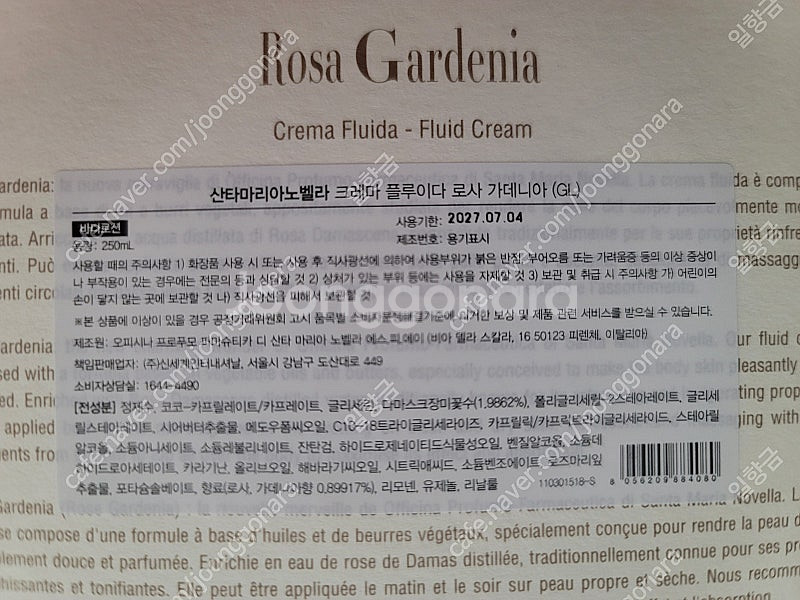 Rosa Gardenia
Crema Fluida - Fluid Cream
산타마리아노벨라 크레마 플루이다 로사 가데니아 (GL)
바디로션
용량: 250mL
사용기한: 2027.07.04
제조번호: 용기표시
사용할 때의 주의사항 1) 화장품 사용 시 또는 사용 후 직사광선에 의하여 사용부위가 붉은 반점, 부어오름 또는 가려움증 등의 이상 증상이
나 부작용이 있는 경우에는 전문의 등과 상담할 것 2) 상처가 있는 부위 등에는 사용을 자제할 것 3) 보관 및 취급 시 주의사항 가) 어린이의
손이 닿지 않는 곳에 보관할 것 나) 직사광선을 피해서 보관할 것
※본 상품에 이상이 있을 경우 공정거래위원회 고시 품목별 소비자분쟁해결기준에 의거한 보상 및 제품 관련 서비스를 받으실 수 있습니다.
제조원: 오피시나 프로푸모 파마슈티카 디 산타 마리아 노벨라 에스.피.에이 (비아 델라 스칼라, 16 50123 피렌체, 이탈리아)
책임판매업자: (주)신세계인터내셔날, 서울시 강남구 도산대로 449
소비자상담실: 1644-4490
[전성분] 정제수, 코코-카프릴레이트/카프레이트, 글리세린, 다마스크장미꽃수(1.9862%), 폴리글리세릴-2스테아레이트, 글리세
릴스테아레이트, 시어버터추출물, 메도우폼씨오일, C10-18트라이글리세라이즈, 카프릴릭/카프릭트라이글리세라이드, 스테아릴
알코올, 소듐아니세이트, 소듐레불리네이트, 잔탄검, 하이드로제네이티드식물성오일, 벤질알코올, 소듐데
하이드로아세테이트, 카라기난, 올리브오일, 해바라기씨오일, 시트릭애씨드, 소듐벤조에이트, 로즈마리잎
추출물, 포타슘솔베이트, 향료(로사, 가데니아향 0.89917%), 리모넨, 유제놀, 리날룰
110301518-S
8 056209 884080
se compose d'une formule à base d'huiles et de beurres végétaux, spécialement conçue pour rendre la peau d
lement douce et parfumée. Enrichie en eau de rose de Damas distillée, traditionnellement connue pour ses pro
hissantes et tonifiantes. Elle peut être appliquée le matin et le soir sur peau propre et sèche. Nous recomm
joonggonara
cafe.naver.com/joonggonara
일항금